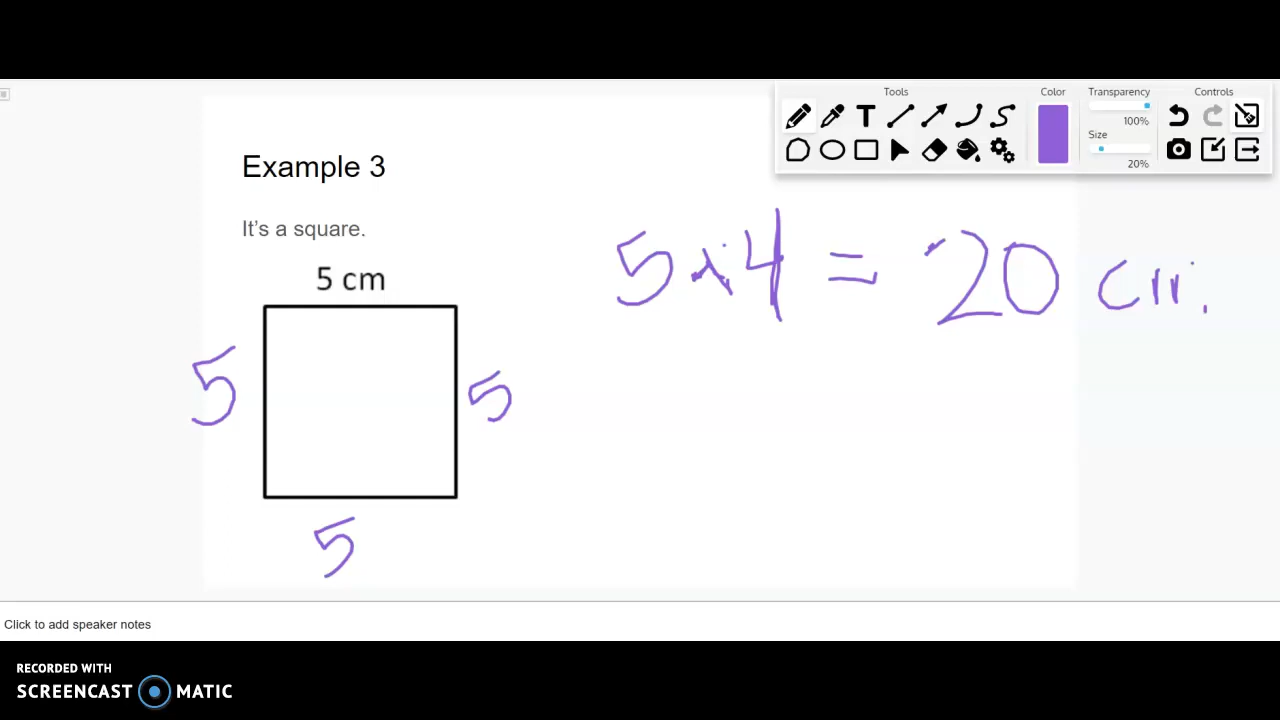 Tools
Color
Transparency
Controls
100%
Size
20%
Example 3
It's a square.
5 cm
5
5
5
5 x 4 = 20 cm.
Click to add speaker notes
RECORDED WITH
SCREENCAST MATIC